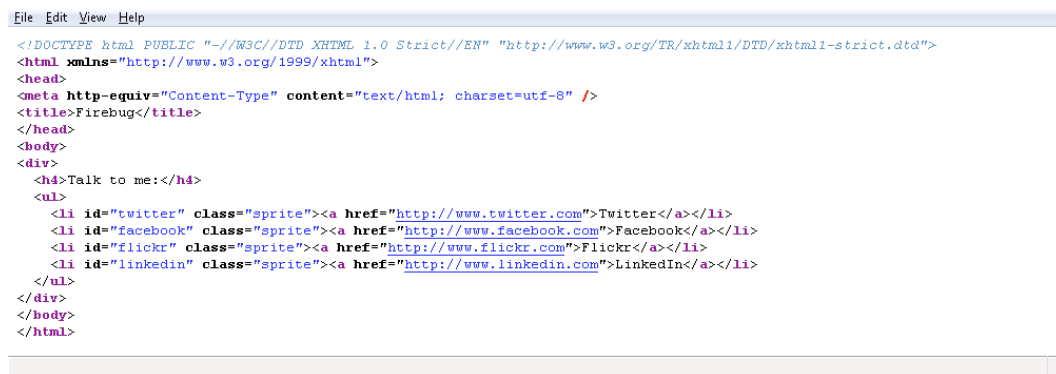 File Edit View Help
<!DOCTYPE html PUBLIC "-//W3C//DTD XHTML 1.0 Strict//EN" "http://www.w3.org/TR/xhtml1/DTD/xhtml1-strict.dtd">
<html xmlns="http://www.w3.org/1999/xhtml">
<head>
<meta http-equiv="Content-Type" content="text/html; charset=utf-8" />
<title>Firebug</title>
</head>
<body>
<div>
<h4>Talk to me:</h4>
<ul>
<li id="twitter" class="sprite"><a href="http://www.twitter.com">Twitter</a></li>
<li id="facebook" class="sprite"><a href="http://www.facebook.com">Facebook</a></li>
<li id="flickr" class="sprite"><a href="http://www.flickr.com">Flickr</a></li>
<li id="linkedin" class="sprite"><a href="http://www.linkedin.com">LinkedIn</a></li>
</ul>
</div>
</body>
</html>